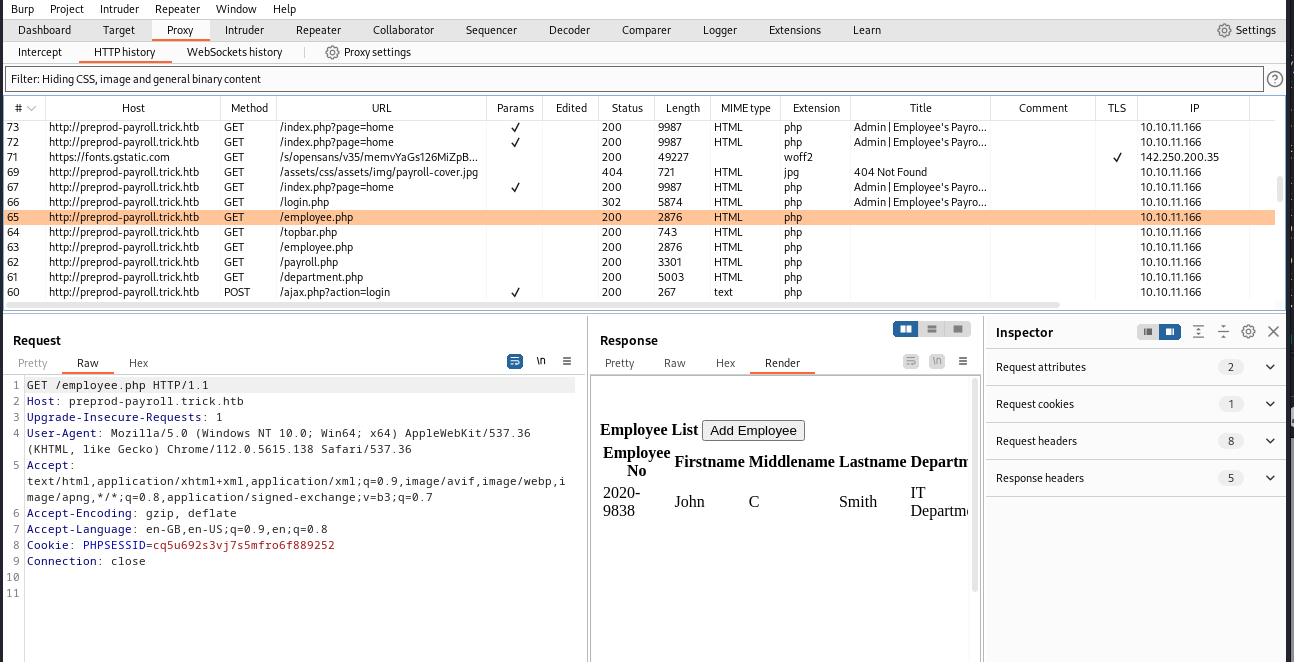 Burp Project Intruder Repeater Window Help
Dashboard Target Proxy Intruder Repeater Collaborator Sequencer Decoder Comparer Logger Extensions Learn Settings
Intercept HTTP history WebSockets history Proxy settings
Filter: Hiding CSS, image and general binary content ?
# Host Method URL Params Edited Status Length MIME type Extension Title Comment TLS IP
73 http://preprod-payroll.trick.htb GET /index.php?page=home ✓ 200 9987 HTML php Admin | Employee's Payro... 10.10.11.166
72 http://preprod-payroll.trick.htb GET /index.php?page=home ✓ 200 9987 HTML php Admin | Employee's Payro... 10.10.11.166
71 https://fonts.gstatic.com GET /s/opensans/v35/memvYaGs126MiZpB... 200 49227 woff2 ✓ 142.250.200.35
69 http://preprod-payroll.trick.htb GET /assets/css/assets/img/payroll-cover.jpg 404 721 HTML jpg 404 Not Found 10.10.11.166
67 http://preprod-payroll.trick.htb GET /index.php?page=home ✓ 200 9987 HTML php Admin | Employee's Payro... 10.10.11.166
66 http://preprod-payroll.trick.htb GET /login.php 302 5874 HTML php Admin | Employee's Payro... 10.10.11.166
65 http://preprod-payroll.trick.htb GET /employee.php 200 2876 HTML php 10.10.11.166
64 http://preprod-payroll.trick.htb GET /topbar.php 200 743 HTML php 10.10.11.166
63 http://preprod-payroll.trick.htb GET /employee.php 200 2876 HTML php 10.10.11.166
62 http://preprod-payroll.trick.htb GET /payroll.php 200 3301 HTML php 10.10.11.166
61 http://preprod-payroll.trick.htb GET /department.php 200 5003 HTML php 10.10.11.166
60 http://preprod-payroll.trick.htb POST /ajax.php?action=login ✓ 200 267 text php 10.10.11.166
Request
Pretty Raw Hex \n
1 GET /employee.php HTTP/1.1
2 Host: preprod-payroll.trick.htb
3 Upgrade-Insecure-Requests: 1
4 User-Agent: Mozilla/5.0 (Windows NT 10.0; Win64; x64) AppleWebKit/537.36
(KHTML, like Gecko) Chrome/112.0.5615.138 Safari/537.36
5 Accept:
text/html,application/xhtml+xml,application/xml;q=0.9,image/avif,image/webp,i
mage/apng,*/*;q=0.8,application/signed-exchange;v=b3;q=0.7
6 Accept-Encoding: gzip, deflate
7 Accept-Language: en-GB,en-US;q=0.9,en;q=0.8
8 Cookie: PHPSESSID=cq5u692s3vj7s5mfro6f889252
9 Connection: close
10
11
Response
Pretty Raw Hex Render \n
Employee List Add Employee
Employee No Firstname Middlename Lastname Departm
2020-9838 John C Smith IT Departme
Inspector
Request attributes 2
Request cookies 1
Request headers 8
Response headers 5